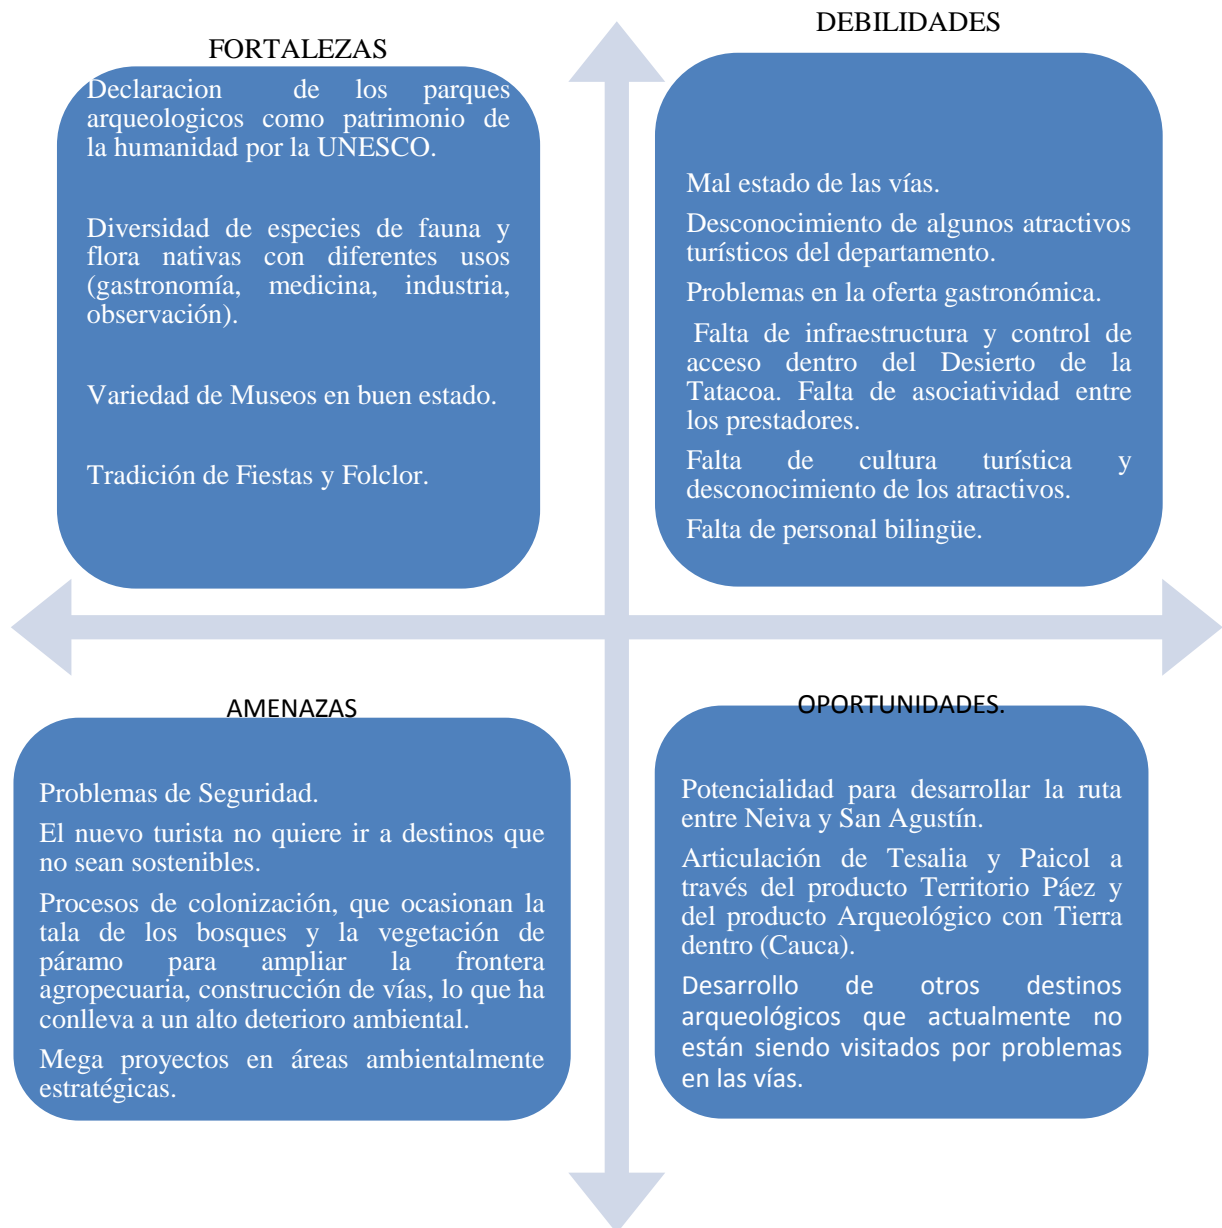 FORTALEZAS
Declaracion de los parques
arqueologicos como patrimonio de
la humanidad por la UNESCO.
Diversidad de especies de fauna y
flora nativas con diferentes usos
(gastronomía, medicina, industria,
observación).
Variedad de Museos en buen estado.
Tradición de Fiestas y Folclor.
DEBILIDADES
Mal estado de las vías.
Desconocimiento de algunos atractivos
turísticos del departamento.
Problemas en la oferta gastronómica.
Falta de infraestructura y control de
acceso dentro del Desierto de la
Tatacoa. Falta de asociatividad entre
los prestadores.
Falta de cultura turística y
desconocimiento de los atractivos.
Falta de personal bilingüe.
AMENAZAS
Problemas de Seguridad.
El nuevo turista no quiere ir a destinos que
no sean sostenibles.
Procesos de colonización, que ocasionan la
tala de los bosques y la vegetación de
páramo para ampliar la frontera
agropecuaria, construcción de vías, lo que ha
conlleva a un alto deterioro ambiental.
Mega proyectos en áreas ambientalmente
estratégicas.
OPORTUNIDADES.
Potencialidad para desarrollar la ruta
entre Neiva y San Agustín.
Articulación de Tesalia y Paicol a
través del producto Territorio Páez y
del producto Arqueológico con Tierra
dentro (Cauca).
Desarrollo de otros destinos
arqueológicos que actualmente no
están siendo visitados por problemas
en las vías.